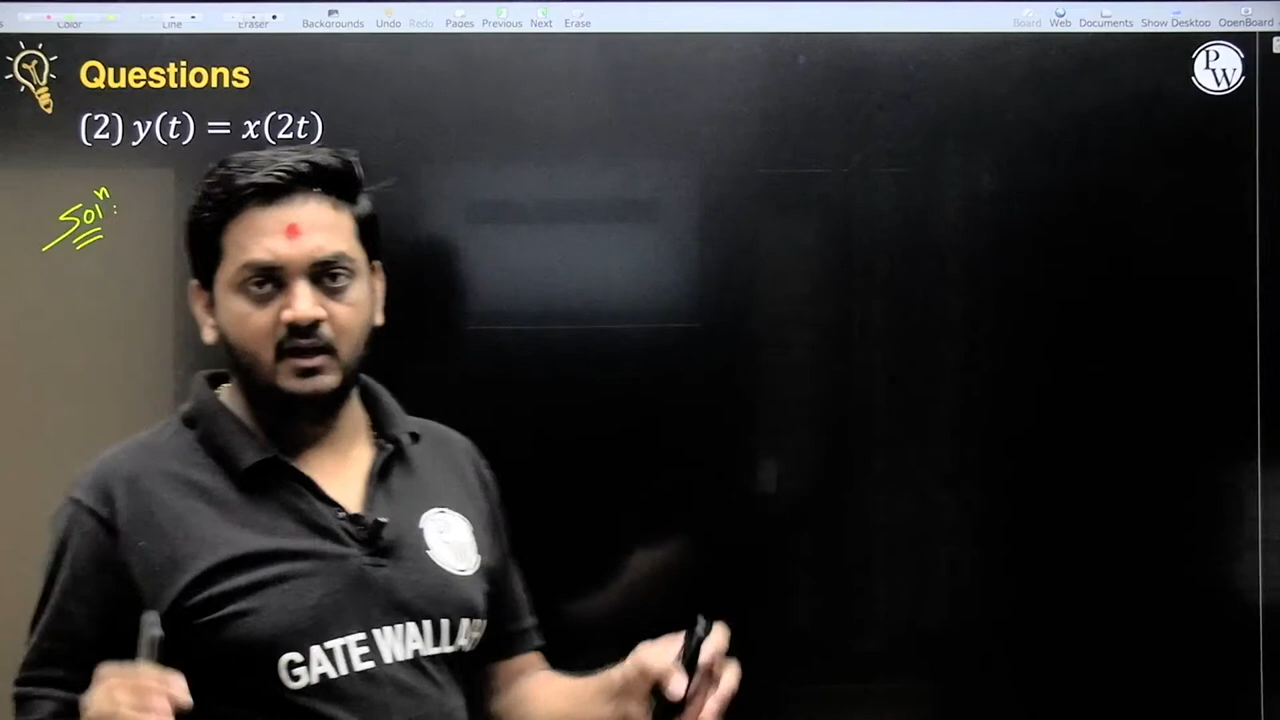 Color Line Eraser Backgrounds Undo Redo Pages Previous Next Erase Board Web Documents Show Desktop OpenBoard
Questions
PW
(2) y(t) = x(2t)
Solⁿ:
GATE WALLAH